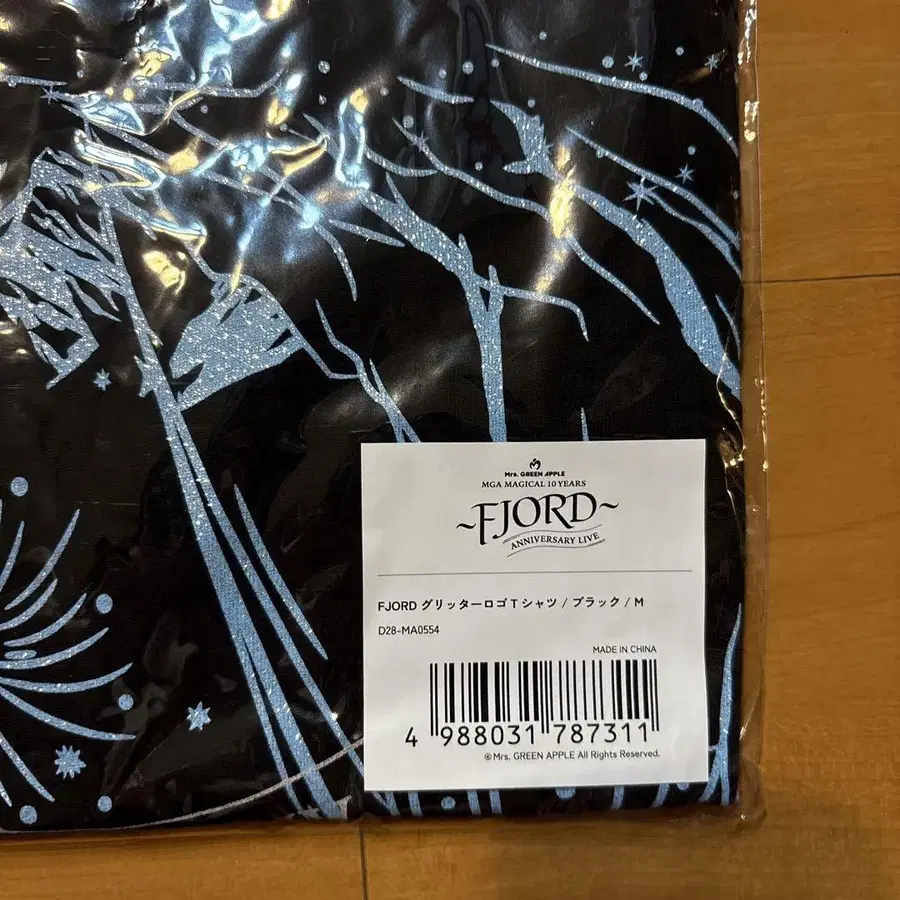 Mrs. GREEN APPLE
MGA MAGICAL 10 YEARS
~FJORD~
ANNIVERSARY LIVE
FJORD グリッターロゴTシャツ / ブラック / M
D28-MA0554
MADE IN CHINA
4 988031 787311
©Mrs. GREEN APPLE All Rights Reserved.